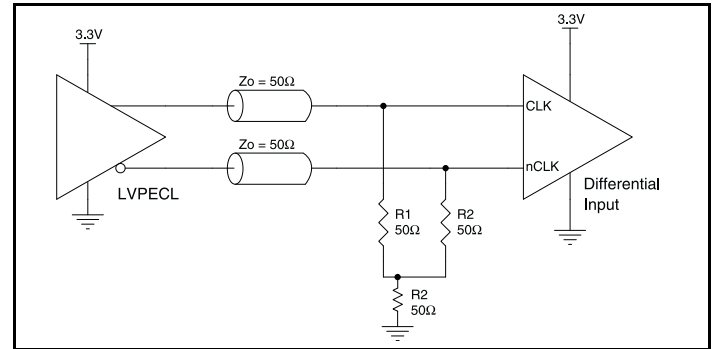 3.3V
3.3V
Zo = 50Ω
CLK
Zo = 50Ω
nCLK
LVPECL
Differential
Input
R1
50Ω
R2
50Ω
R2
50Ω